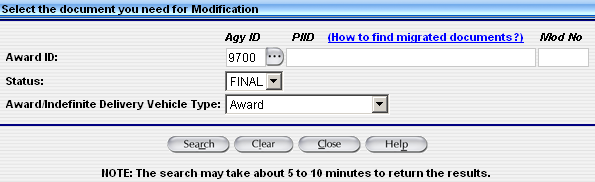 Select the document you need for Modification
Agy ID PIID (How to find migrated documents?) Mod No
Award ID: 9700 ...
Status: FINAL
Award/Indefinite Delivery Vehicle Type: Award
Search Clear Close Help
NOTE: The search may take about 5 to 10 minutes to return the results.